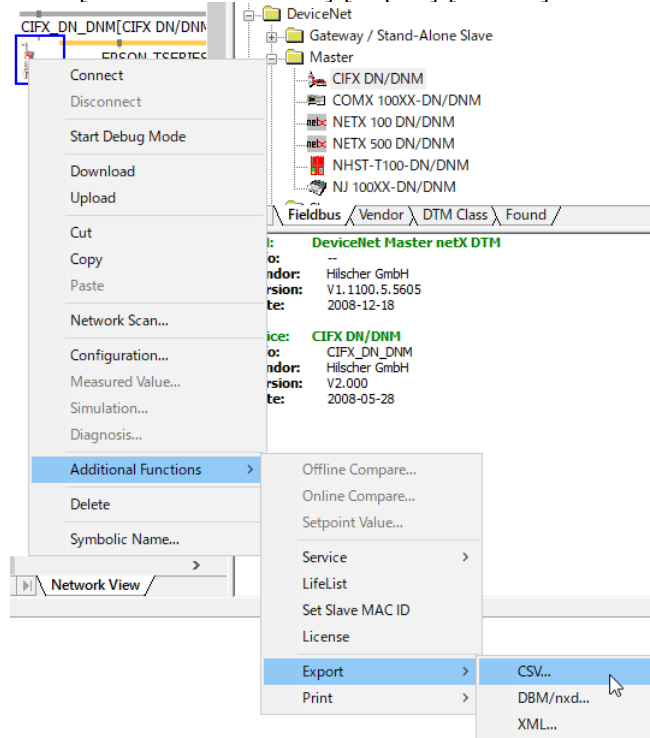 DeviceNet
CIFX_DN_DNM[CIFX DN/DNM
Gateway / Stand-Alone Slave
Master
CIFX DN/DNM
COMX 100XX-DN/DNM
NETX 100 DN/DNM
NETX 500 DN/DNM
NHST-T100-DN/DNM
NJ 100XX-DN/DNM
Fieldbus / Vendor \ DTM Class \ Found /
Connect
Disconnect
Start Debug Mode
Download
Upload
Cut
Copy
Paste
Network Scan...
Configuration...
Measured Value...
Simulation...
Diagnosis...
Additional Functions >
Delete
Symbolic Name...
DeviceNet Master netX DTM
--
Hilscher GmbH
V1.1100.5.5605
2008-12-18
CIFX DN/DNM
CIFX_DN_DNM
Hilscher GmbH
V2.000
2008-05-28
Network View
Offline Compare...
Online Compare...
Setpoint Value...
Service >
LifeList
Set Slave MAC ID
License
Export >
Print >
CSV...
DBM/nxd...
XML...